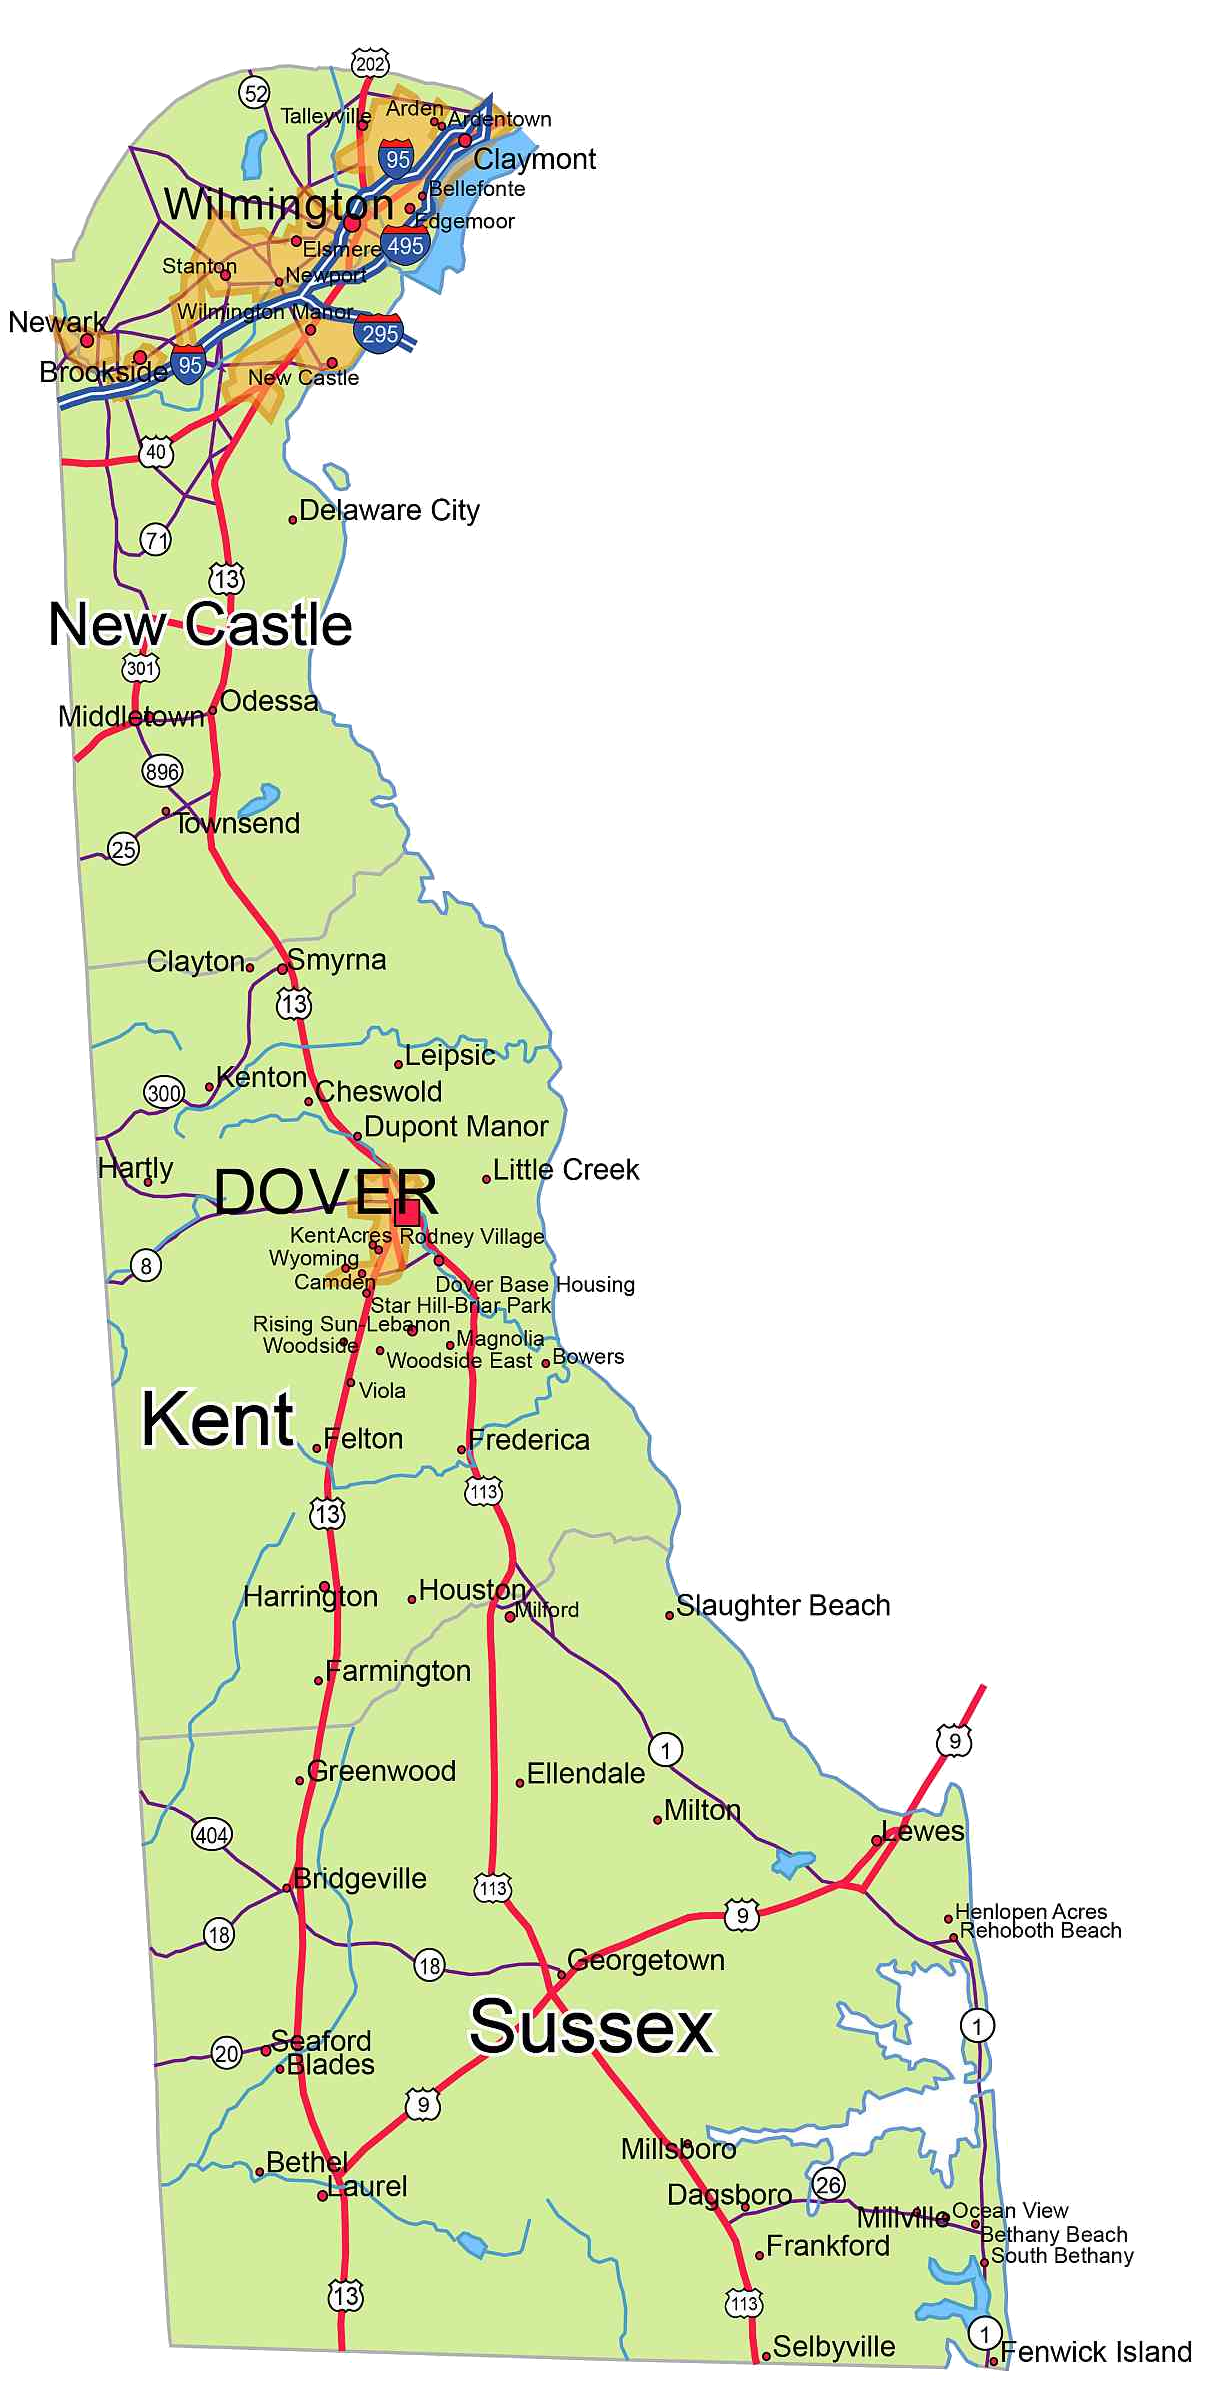 202
52
Talleyville
Arden
Ardentown
95
Claymont
Bellefonte
Wilmington
Edgemoor
495
Elsmere
Stanton
Newport
Wilmington Manor
Newark
295
95
Brookside
New Castle
40
Delaware City
71
13
New Castle
301
Odessa
Middletown
896
Townsend
25
Clayton
Smyrna
13
Leipsic
Kenton
300
Cheswold
Dupont Manor
Hartly
Little Creek
DOVER
KentAcres
Rodney Village
Wyoming
8
Camden
Dover Base Housing
Star Hill-Briar Park
Rising Sun-Lebanon
Woodside
Magnolia
Woodside East
Bowers
Viola
Kent
Felton
Frederica
113
13
Harrington
Houston
Milford
Slaughter Beach
Farmington
9
1
Greenwood
Ellendale
Milton
404
Lewes
Bridgeville
113
9
Henlopen Acres
Rehoboth Beach
18
18
Georgetown
Sussex
1
Seaford
20
Blades
9
Millsboro
Bethel
26
Laurel
Dagsboro
Millville
Ocean View
Bethany Beach
Frankford
South Bethany
13
113
1
Selbyville
Fenwick Island